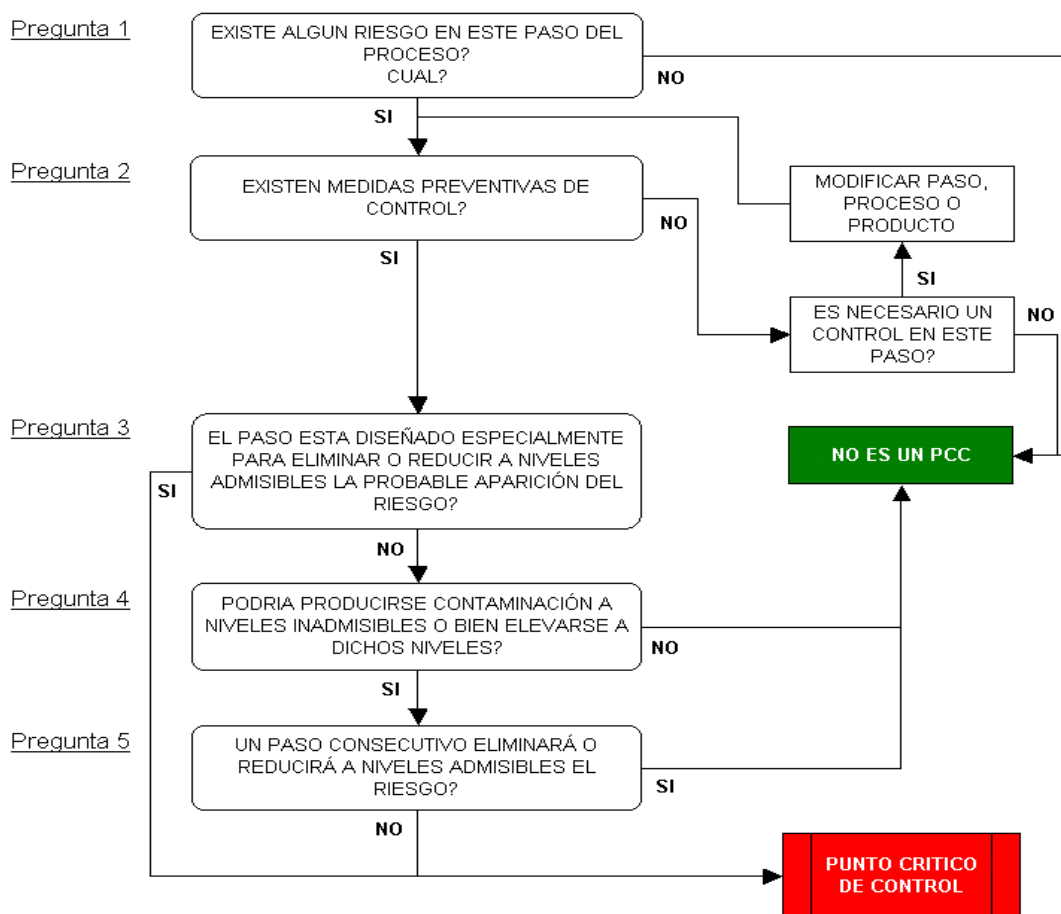 Pregunta 1
EXISTE ALGUN RIESGO EN ESTE PASO DEL
PROCESO?
CUAL?
NO
SI
Pregunta 2
EXISTEN MEDIDAS PREVENTIVAS DE
CONTROL?
NO
SI
MODIFICAR PASO,
PROCESO O
PRODUCTO
SI
ES NECESARIO UN
CONTROL EN ESTE
PASO?
NO
Pregunta 3
EL PASO ESTA DISEÑADO ESPECIALMENTE
PARA ELIMINAR O REDUCIR A NIVELES
ADMISIBLES LA PROBABLE APARICIÓN DEL
RIESGO?
SI
NO
NO ES UN PCC
Pregunta 4
PODRIA PRODUCIRSE CONTAMINACIÓN A
NIVELES INADMISIBLES O BIEN ELEVARSE A
DICHOS NIVELES?
NO
SI
Pregunta 5
UN PASO CONSECUTIVO ELIMINARÁ O
REDUCIRÁ A NIVELES ADMISIBLES EL
RIESGO?
SI
NO
PUNTO CRITICO
DE CONTROL